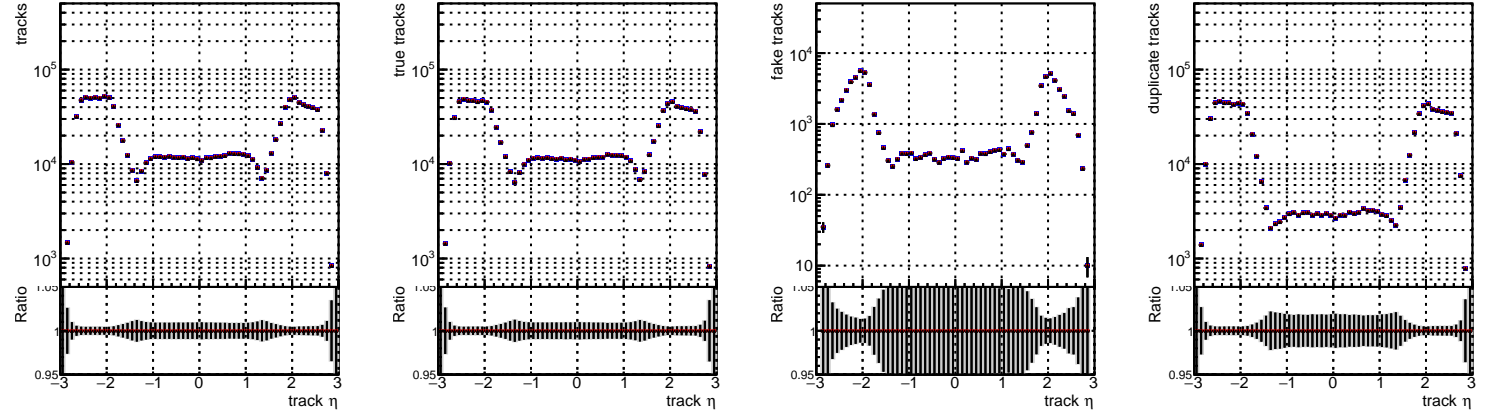 tracks
10^5
10^4
10^3
Ratio
1.05
1
0.95
−3 −2 −1 0 1 2 3
track η
true tracks
10^5
10^4
10^3
Ratio
1.05
1
0.95
−3 −2 −1 0 1 2 3
track η
fake tracks
10^4
10^3
10^2
10
Ratio
1.05
1
0.95
−3 −2 −1 0 1 2 3
track η
duplicate tracks
10^5
10^4
10^3
Ratio
1.05
1
0.95
−3 −2 −1 0 1 2 3
track η